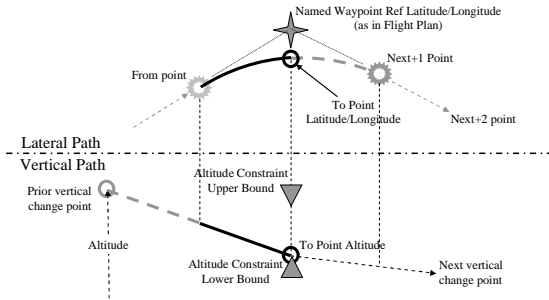 Named Waypoint Ref Latitude/Longitude
(as in Flight Plan)
From point
Next+1 Point
To Point
Latitude/Longitude
Next+2 point
Lateral Path
Vertical Path
Altitude Constraint
Upper Bound
Prior vertical
change point
Altitude
To Point Altitude
Altitude Constraint
Lower Bound
Next vertical
change point